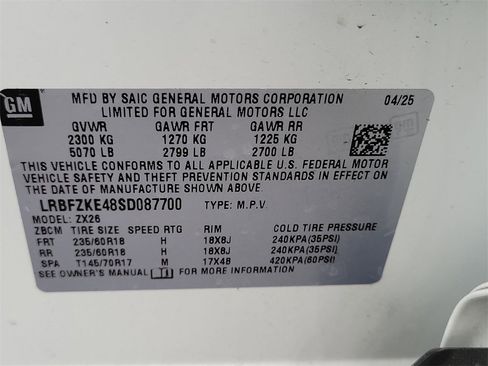 GM
MFD BY SAIC GENERAL MOTORS CORPORATION 04/25
LIMITED FOR GENERAL MOTORS LLC
GVWR GAWR FRT GAWR RR
2300 KG 1270 KG 1225 KG
5070 LB 2799 LB 2700 LB
THIS VEHICLE CONFORMS TO ALL APPLICABLE U.S. FEDERAL MOTOR
VEHICLE SAFETY AND THEFT PREVENTION STANDARDS IN EFFECT ON
THE DATE OF MANUFACTURE SHOWN ABOVE.
LRBFZKE48SD087700 TYPE: M.P.V.
MODEL: ZX26
ZBCM TIRE SIZE SPEED RTG RIM COLD TIRE PRESSURE
FRT 235/60R18 H 18X8J 240KPA(35PSI)
RR 235/60R18 H 18X8J 240KPA(35PSI)
SPA T145/70R17 M 17X4B 420KPA(60PSI)
SEE OWNER'S MANUAL FOR ADDITIONAL INFORMATION